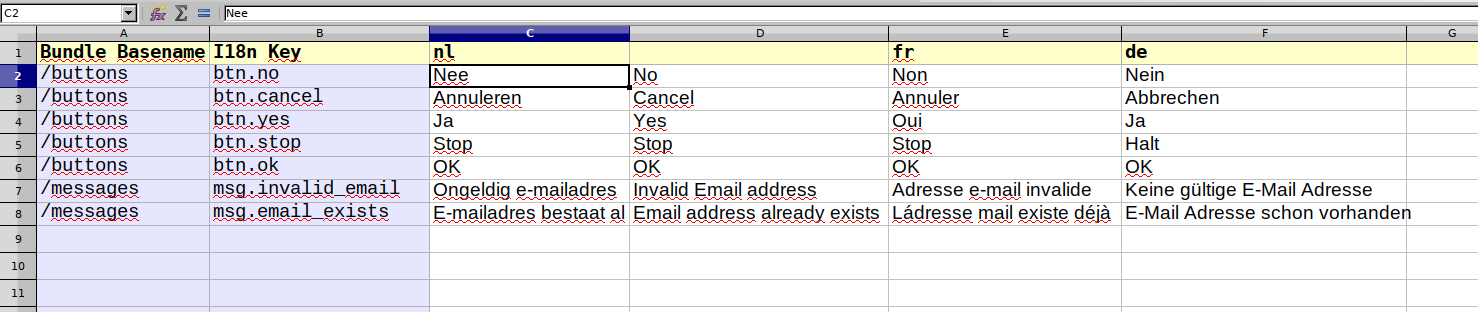 C2 Nee
A B C D E F G
1 Bundle Basename I18n Key nl fr de
2 /buttons btn.no Nee No Non Nein
3 /buttons btn.cancel Annuleren Cancel Annuler Abbrechen
4 /buttons btn.yes Ja Yes Oui Ja
5 /buttons btn.stop Stop Stop Stop Halt
6 /buttons btn.ok OK OK OK OK
7 /messages msg.invalid_email Ongeldig e-mailadres Invalid Email address Adresse e-mail invalide Keine gültige E-Mail Adresse
8 /messages msg.email_exists E-mailadres bestaat al Email address already exists Ládresse mail existe déjà E-Mail Adresse schon vorhanden
9
10
11